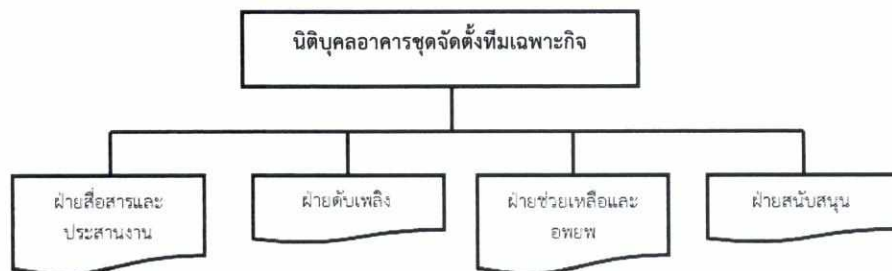 นิติบุคลอาคารชุดจัดตั้งทีมเฉพาะกิจ
ฝ่ายสื่อสารและ
ประสานงาน
ฝ่ายดับเพลิง
ฝ่ายช่วยเหลือและ
อพยพ
ฝ่ายสนับสนุน